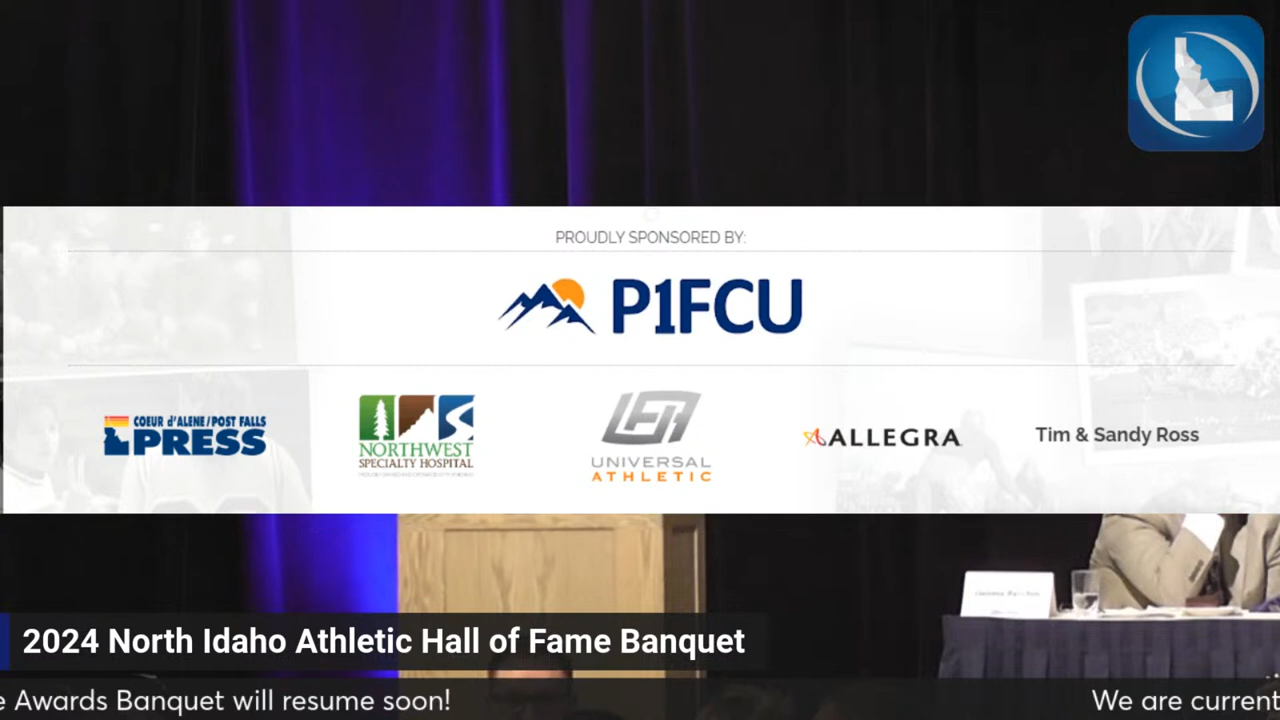 PROUDLY SPONSORED BY:
P1FCU
COEUR d'ALENE/POST FALLS
PRESS
NORTHWEST
SPECIALTY HOSPITAL
UNIVERSAL
ATHLETIC
ALLEGRA
Tim & Sandy Ross
2024 North Idaho Athletic Hall of Fame Banquet
e Awards Banquet will resume soon!
We are current